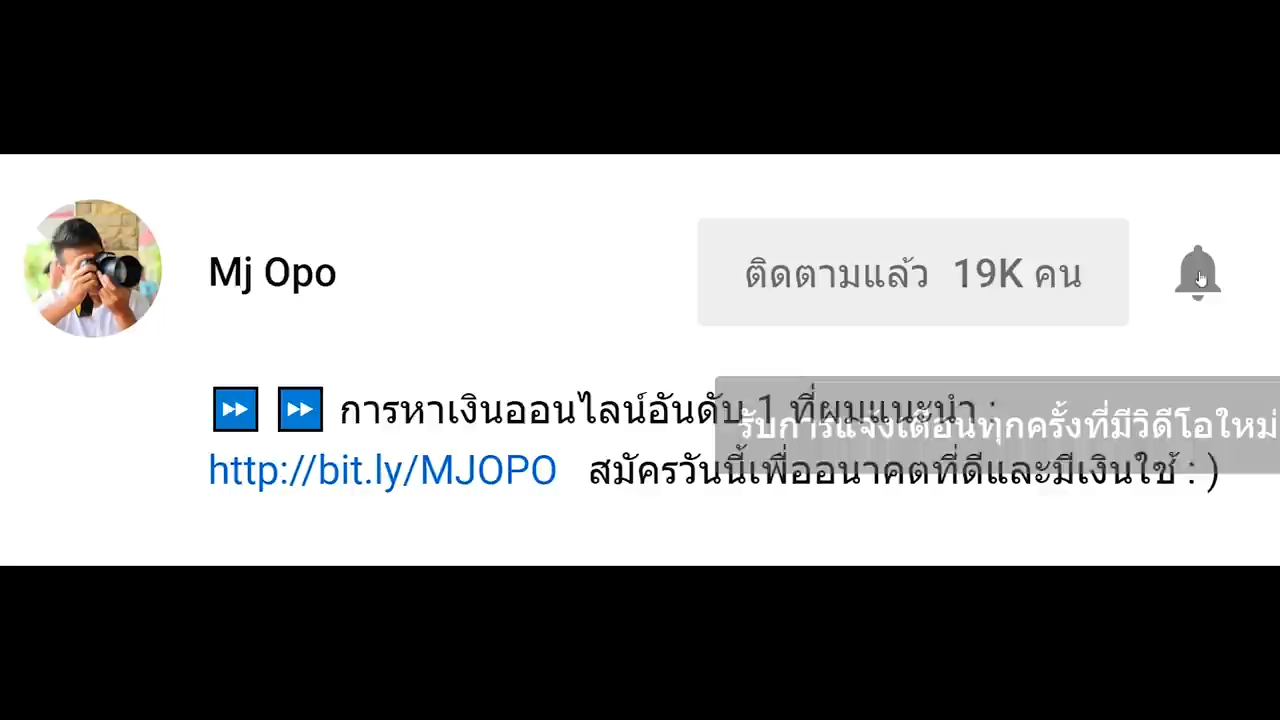 Mj Opo
ติดตามแล้ว 19K คน
⏩ ⏩ การหาเงินออนไลน์อันดับ 1 ที่ผมแนะนำ :
รับการแจ้งเตือนทุกครั้งที่มีวิดีโอใหม่
http://bit.ly/MJOPO สมัครวันนี้เพื่ออนาคตที่ดีและมีเงินใช้ : )